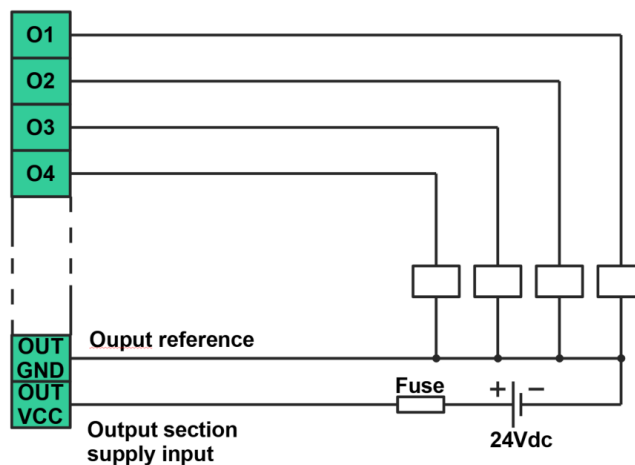 O1
O2
O3
O4
OUT
GND
Ouput reference
OUT
VCC
Fuse
+ −
24Vdc
Output section
supply input